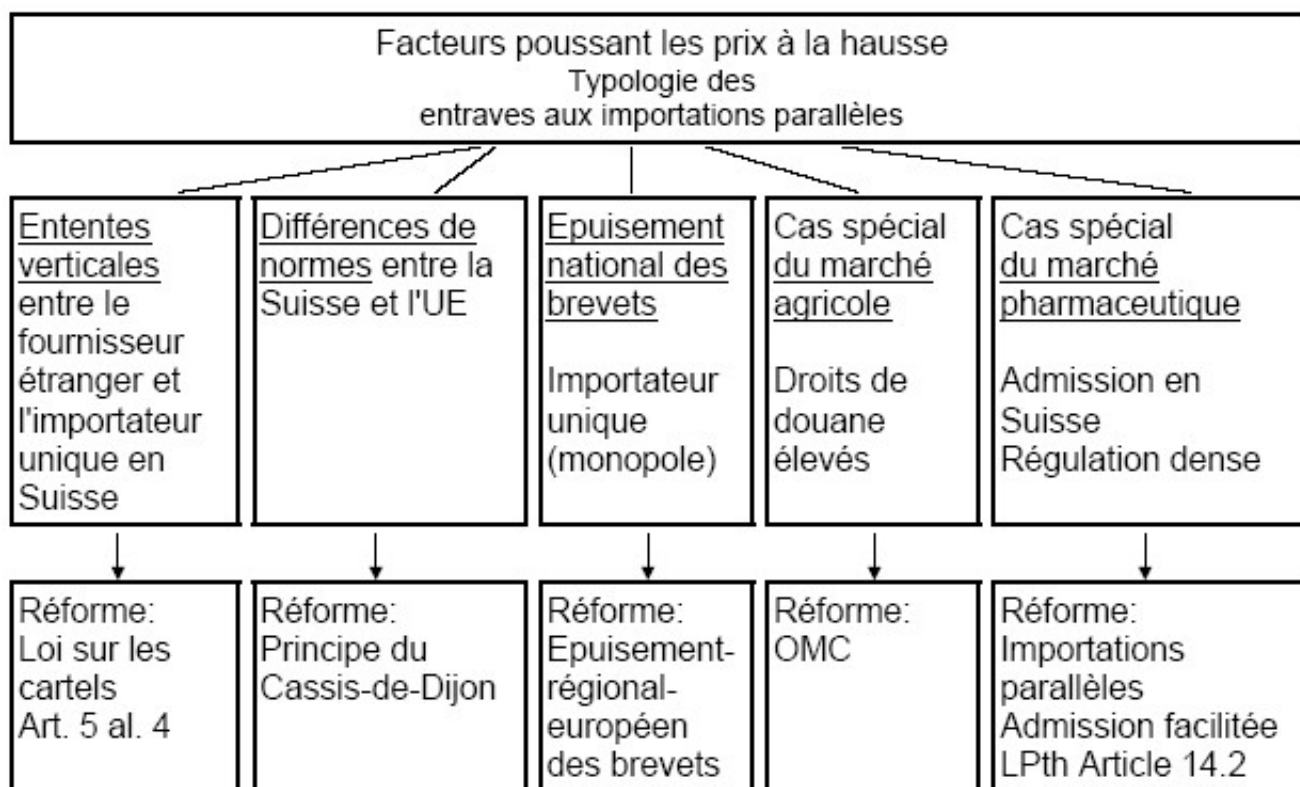 Facteurs poussant les prix à la hausse
Typologie des
entraves aux importations parallèles
Ententes
verticales
entre le
fournisseur
étranger et
l'importateur
unique en
Suisse
Différences de
normes entre la
Suisse et l'UE
Epuisement
national des
brevets
Importateur
unique
(monopole)
Cas spécial
du marché
agricole
Droits de
douane
élevés
Cas spécial
du marché
pharmaceutique
Admission en
Suisse
Régulation dense
Réforme:
Loi sur les
cartels
Art. 5 al. 4
Réforme:
Principe du
Cassis-de-Dijon
Réforme:
Epuisement-
régional-
européen
des brevets
Réforme:
OMC
Réforme:
Importations
parallèles
Admission facilitée
LPth Article 14.2